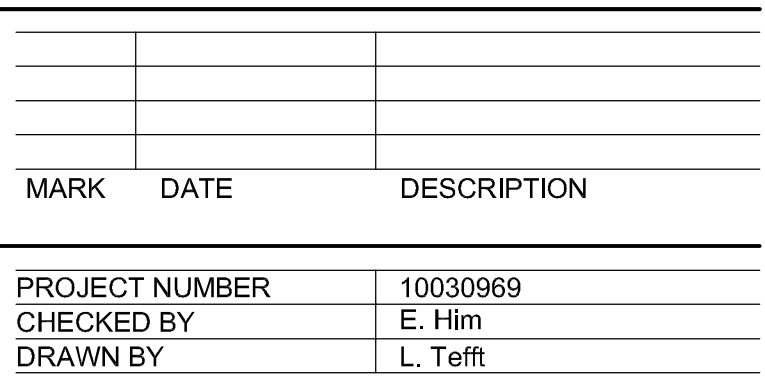 MARK DATE DESCRIPTION
PROJECT NUMBER 10030969
CHECKED BY E. Him
DRAWN BY L. Tefft